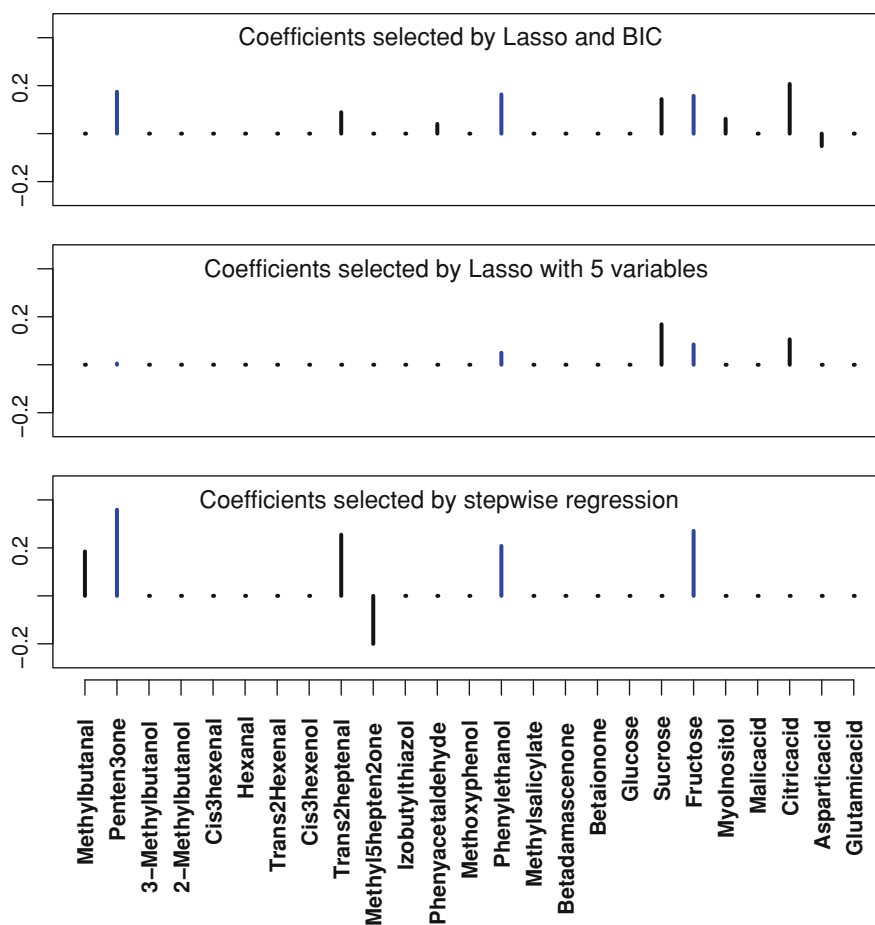 Coefficients selected by Lasso and BIC
0.2
−0.2
Coefficients selected by Lasso with 5 variables
0.2
−0.2
Coefficients selected by stepwise regression
0.2
−0.2
Methylbutanal
Penten3one
3−Methylbutanol
2−Methylbutanol
Cis3hexenal
Hexanal
Trans2Hexenal
Cis3hexenol
Trans2heptenal
Methyl5hepten2one
Izobutylthiazol
Phenyacetaldehyde
Methoxyphenol
Phenylethanol
Methylsalicylate
Betadamascenone
Betaionone
Glucose
Sucrose
Fructose
MyoInositol
Malicacid
Citricacid
Asparticacid
Glutamicacid